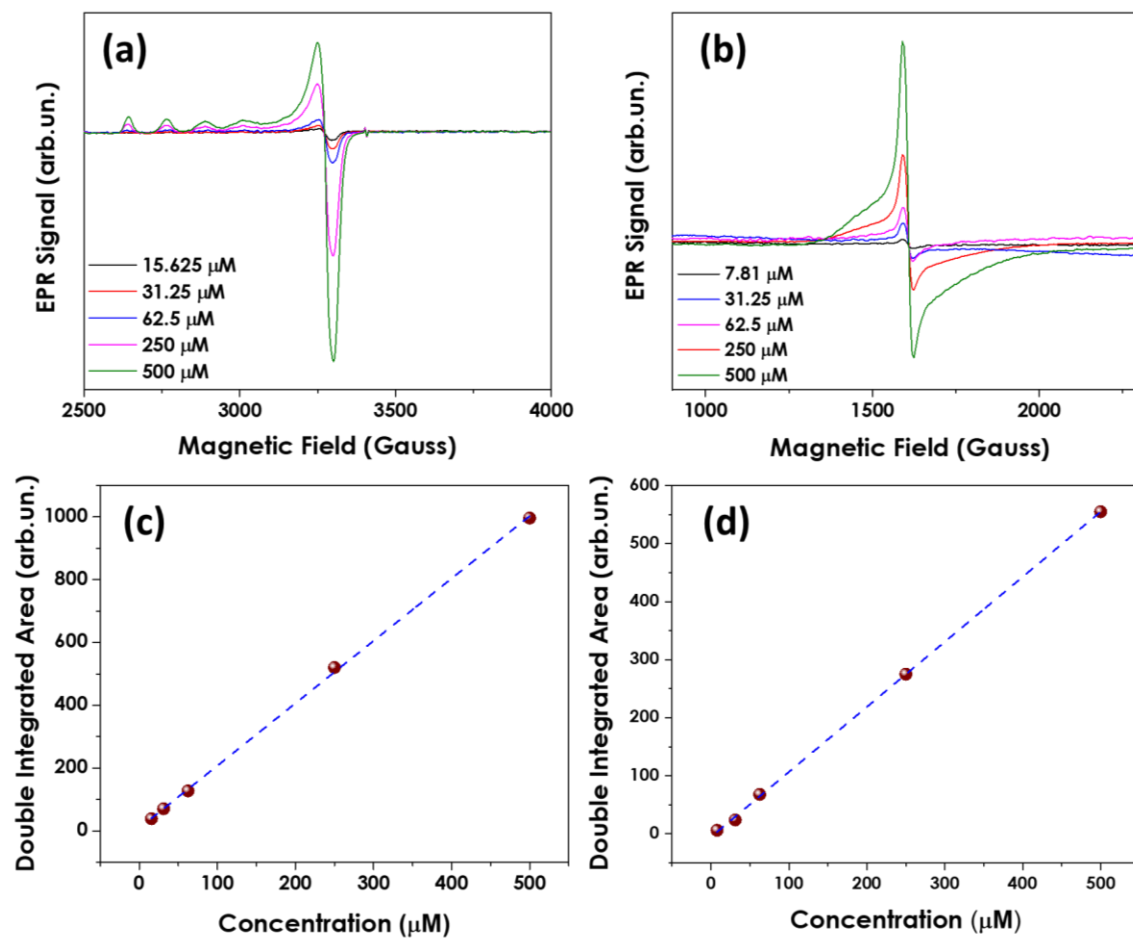 (a)
EPR Signal (arb.un.)
15.625 µM
31.25 µM
62.5 µM
250 µM
500 µM
2500 3000 3500 4000
Magnetic Field (Gauss)
(b)
EPR Signal (arb.un.)
7.81 µM
31.25 µM
62.5 µM
250 µM
500 µM
1000 1500 2000
Magnetic Field (Gauss)
(c)
Double Integrated Area (arb.un.)
1000
800
600
400
200
0
0 100 200 300 400 500
Concentration (µM)
(d)
Double Integrated Area (arb.un.)
600
500
400
300
200
100
0
0 100 200 300 400 500
Concentration (µM)